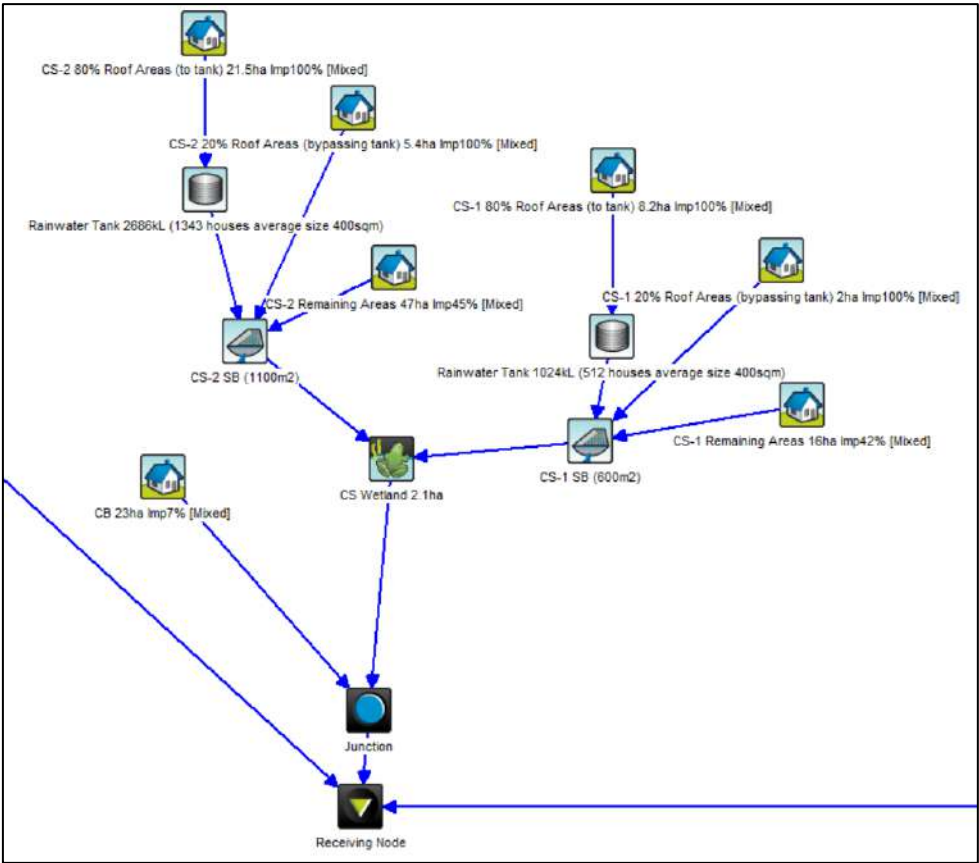 CS-2 80% Roof Areas (to tank) 21.5ha Imp100% [Mixed]
CS-2 20% Roof Areas (bypassing tank) 5.4ha Imp100% [Mixed]
Rainwater Tank 2686kL (1343 houses average size 400sqm)
CS-1 80% Roof Areas (to tank) 8.2ha Imp100% [Mixed]
CS-2 Remaining Areas 47ha Imp45% [Mixed]
CS-1 20% Roof Areas (bypassing tank) 2ha Imp100% [Mixed]
CS-2 SB (1100m2)
Rainwater Tank 1024kL (512 houses average size 400sqm)
CS-1 Remaining Areas 16ha Imp42% [Mixed]
CS-1 SB (600m2)
CS Wetland 2.1ha
CB 23ha Imp7% [Mixed]
Junction
Receiving Node